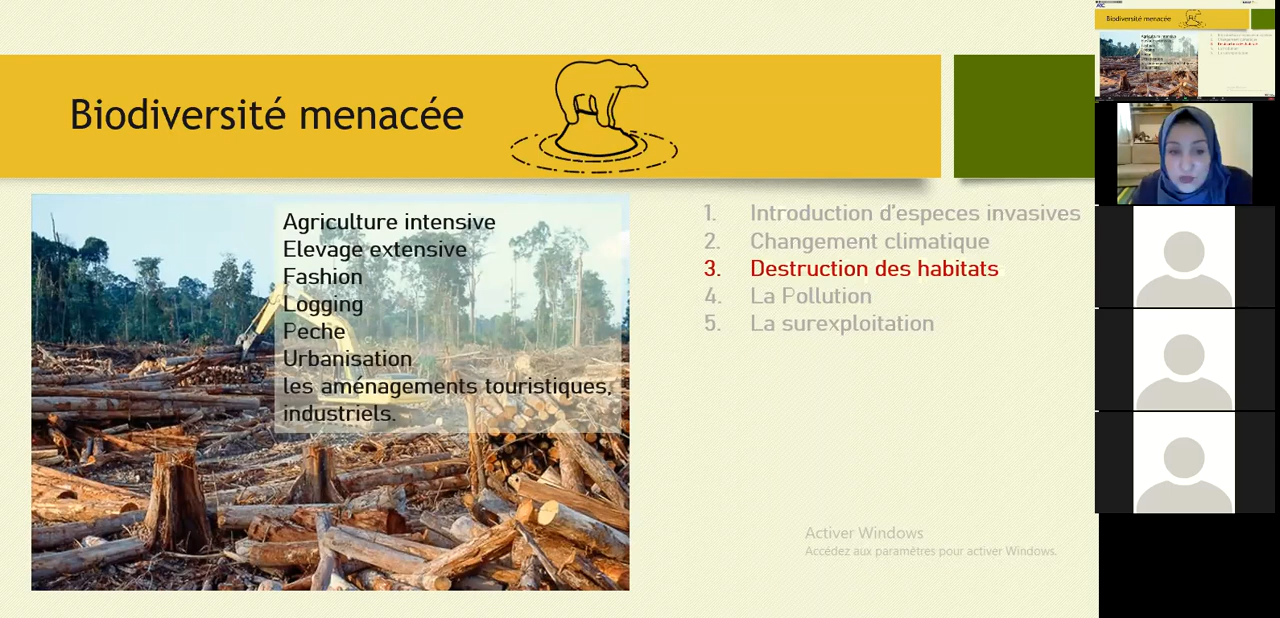 Biodiversité menacée
Agriculture intensive
Elevage extensive
Fashion
Logging
Peche
Urbanisation
les aménagements touristiques,
industriels.
1. Introduction d'especes invasives
2. Changement climatique
3. Destruction des habitats
4. La Pollution
5. La surexploitation
Activer Windows
Accédez aux paramètres pour activer Windows.
Biodiversité menacée